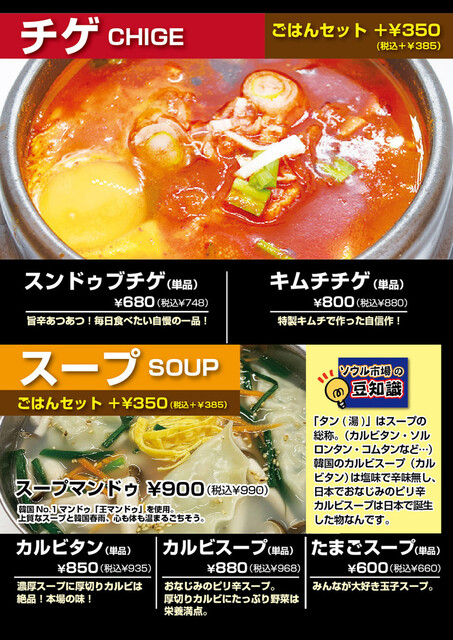 チゲ CHIGE
ごはんセット +¥350
(税込+¥385)
スンドゥブチゲ(単品)
¥680(税込¥748)
旨辛あつあつ！毎日食べたい自慢の一品！
キムチチゲ(単品)
¥800(税込¥880)
特製キムチで作った自信作！
スープ SOUP
ごはんセット +¥350(税込+¥385)
スープマンドゥ ¥900(税込¥990)
韓国No.1マンドゥ「王マンドゥ」を使用。
上質なスープと韓国春雨、心も体も温まるごちそう。
ソウル市場の
豆知識
「タン(湯)」はスープの
総称。(カルビタン・ソル
ロンタン・コムタンなど…)
韓国のカルビスープ(カル
ビタン)は塩味で辛味無し、
日本でおなじみのピリ辛
カルビスープは日本で誕生
した物なんです。
カルビタン(単品)
¥850(税込¥935)
濃厚スープに厚切りカルビは
絶品！本場の味！
カルビスープ(単品)
¥880(税込¥968)
おなじみのピリ辛スープ。
厚切りカルビにたっぷり野菜は
栄養満点。
たまごスープ(単品)
¥600(税込¥660)
みんなが大好き玉子スープ。